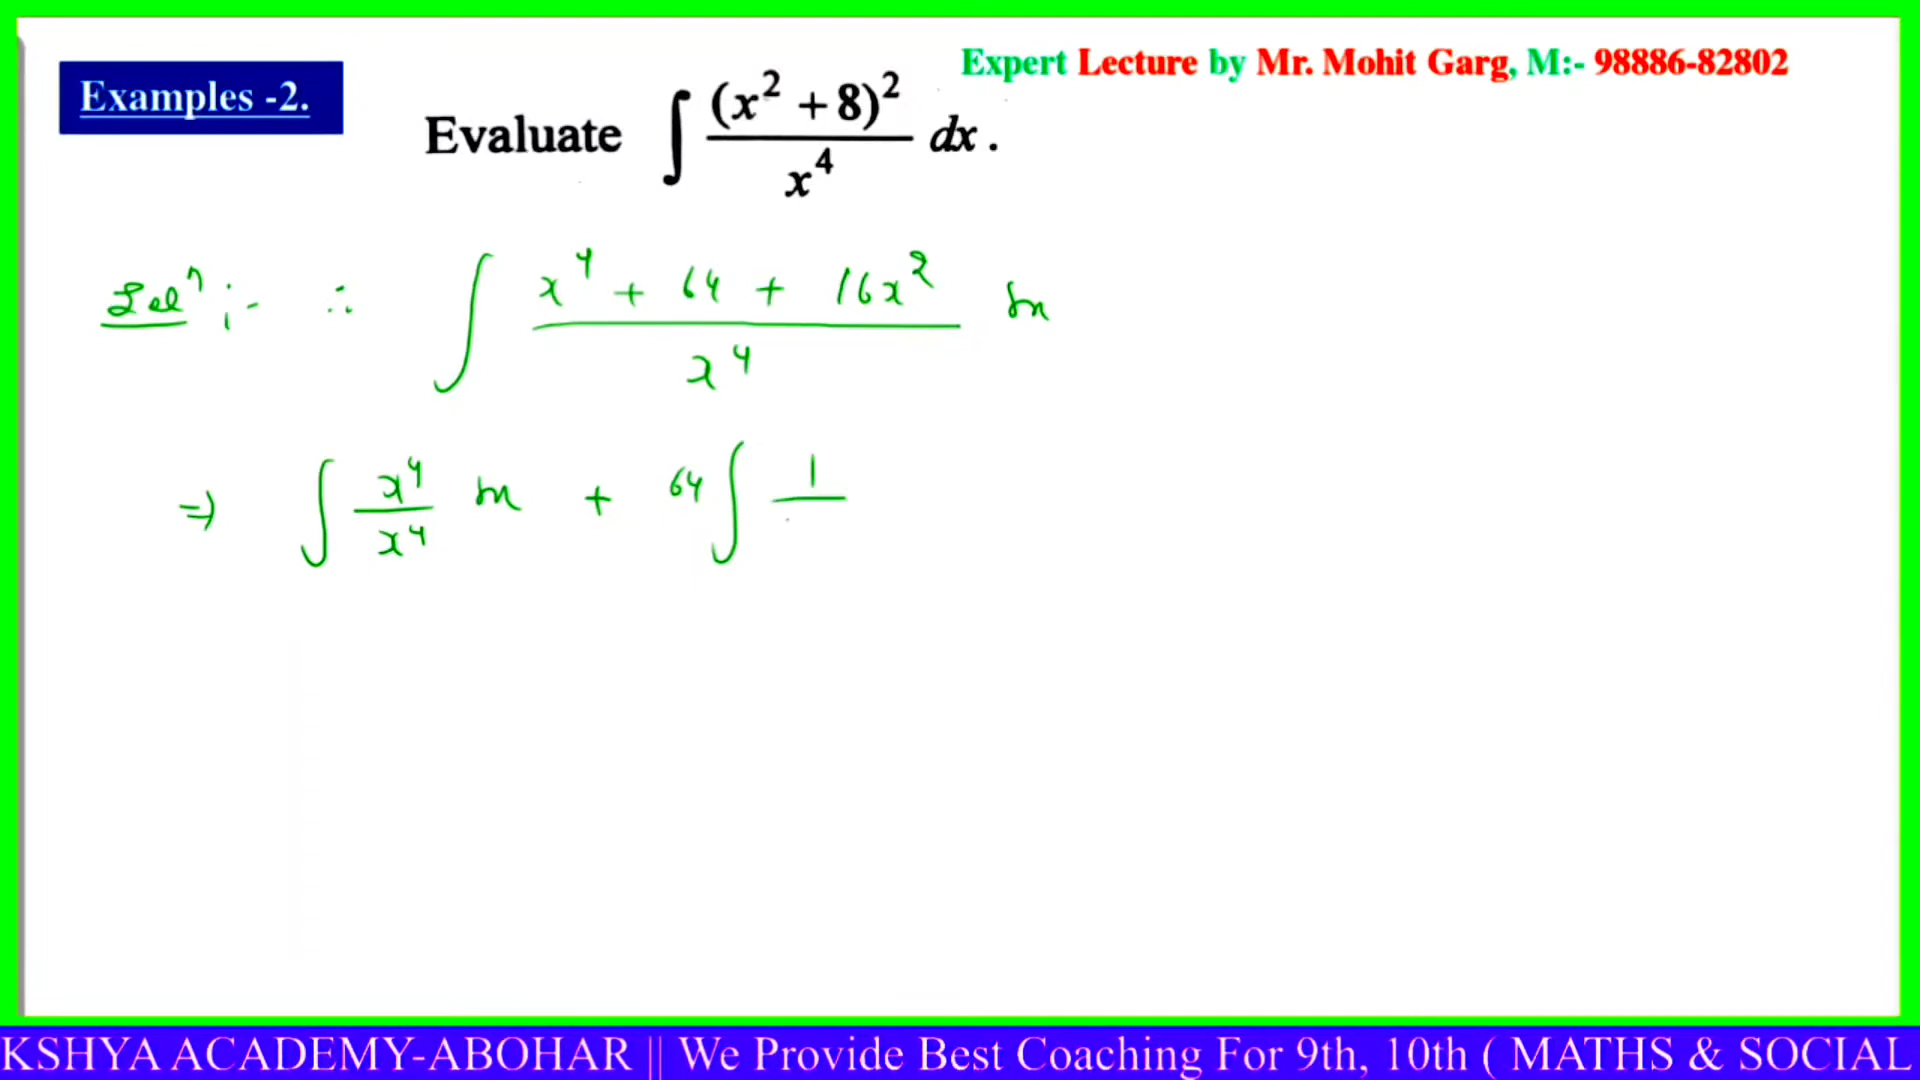 Expert Lecture by Mr. Mohit Garg, M:- 98886-82802
Examples -2.
Evaluate ∫ (x² + 8)² / x⁴ dx .
Solⁿ :- ∴ ∫ (x⁴ + 64 + 16x²) / x⁴ dx
⇒ ∫ x⁴ / x⁴ dx + 64 ∫ 1 /
KSHYA ACADEMY-ABOHAR || We Provide Best Coaching For 9th, 10th ( MATHS & SOCIAL